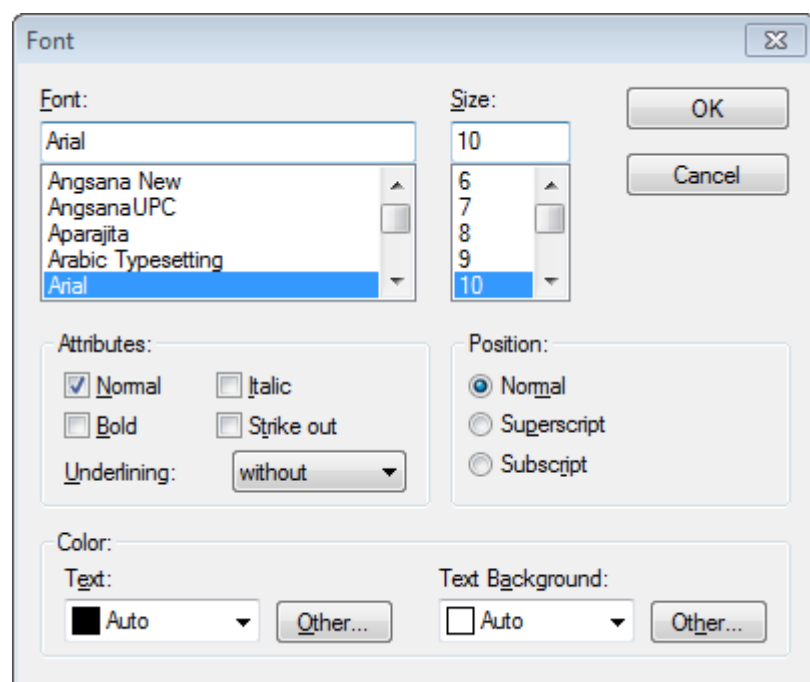 Font
Font:
Size:
OK
Arial
10
Cancel
Angsana New
AngsanaUPC
Aparajita
Arabic Typesetting
Arial
6
7
8
9
10
Attributes:
Normal
Italic
Bold
Strike out
Underlining:
without
Position:
Normal
Superscript
Subscript
Color:
Text:
Text Background:
Auto
Other...
Auto
Other...